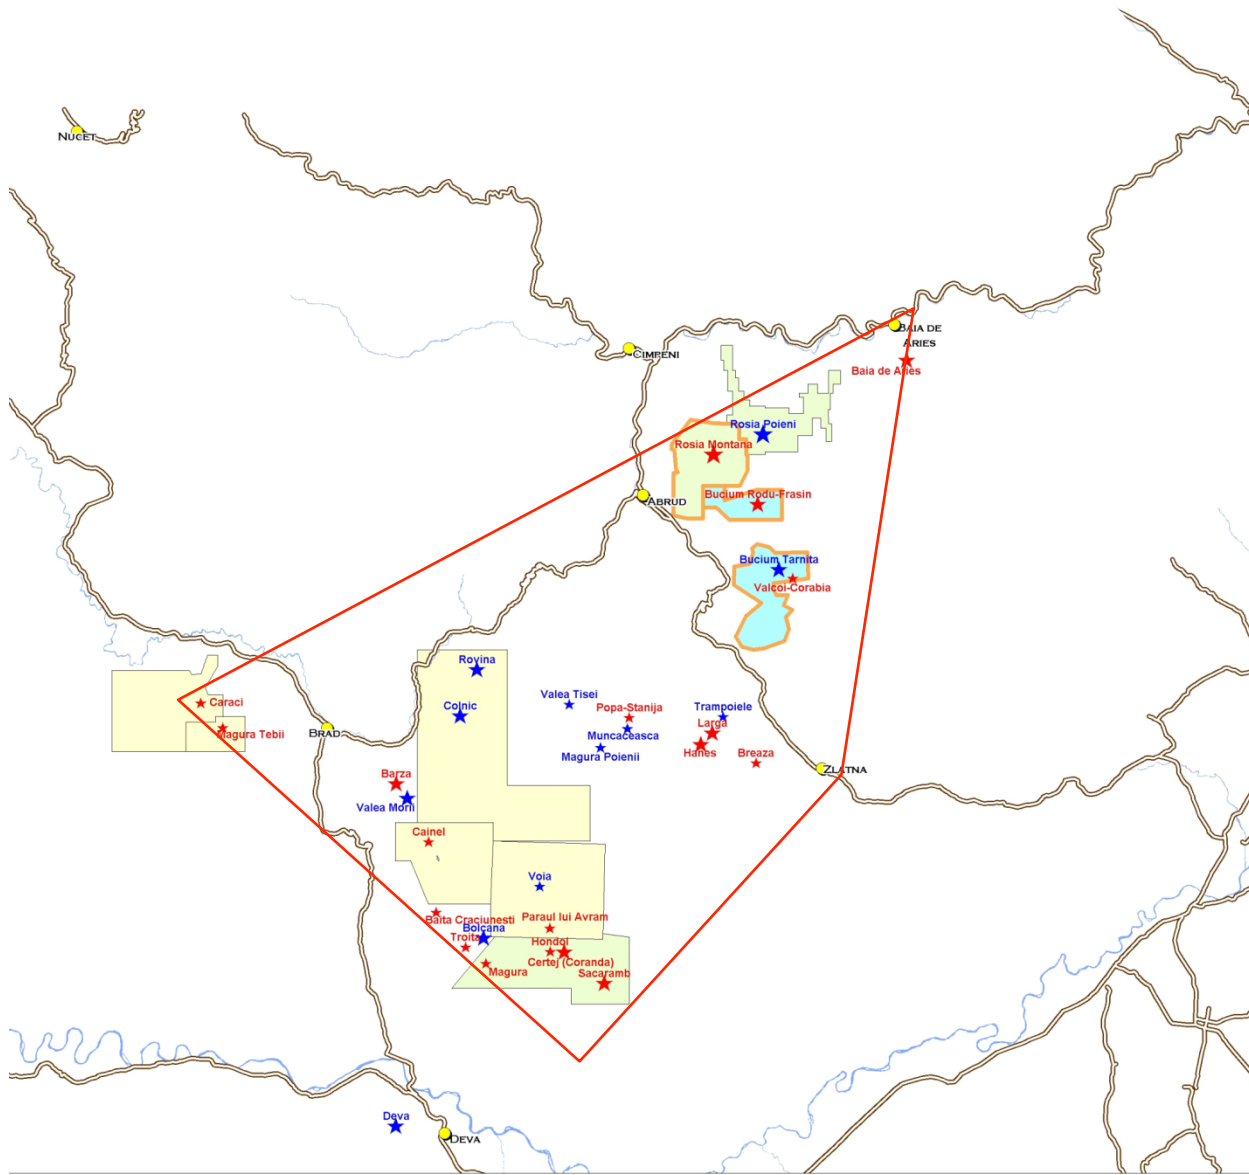 NUCET
BAIA DE
ARIES
CIMPENI
Baia de Aries
Rosia Poieni
Rosia Montana
Bucium Rodu-Frasin
ABRUD
Bucium Tarnita
Valcoi-Corabia
Rovina
Caraci
Colnic
Valea Tisei
Popa-Stanija
Trampoiele
Magura Tebii
BRAD
Muncaceasca
Larga
Magura Poienii
Hanes
Breaza
ZLATNA
Barza
Valea Morii
Cainel
Voia
Baita Craciunesti
Paraul lui Avram
Bolcana
Troita
Hondol
Certej (Coranda)
Magura
Sacaramb
Deva
DEVA